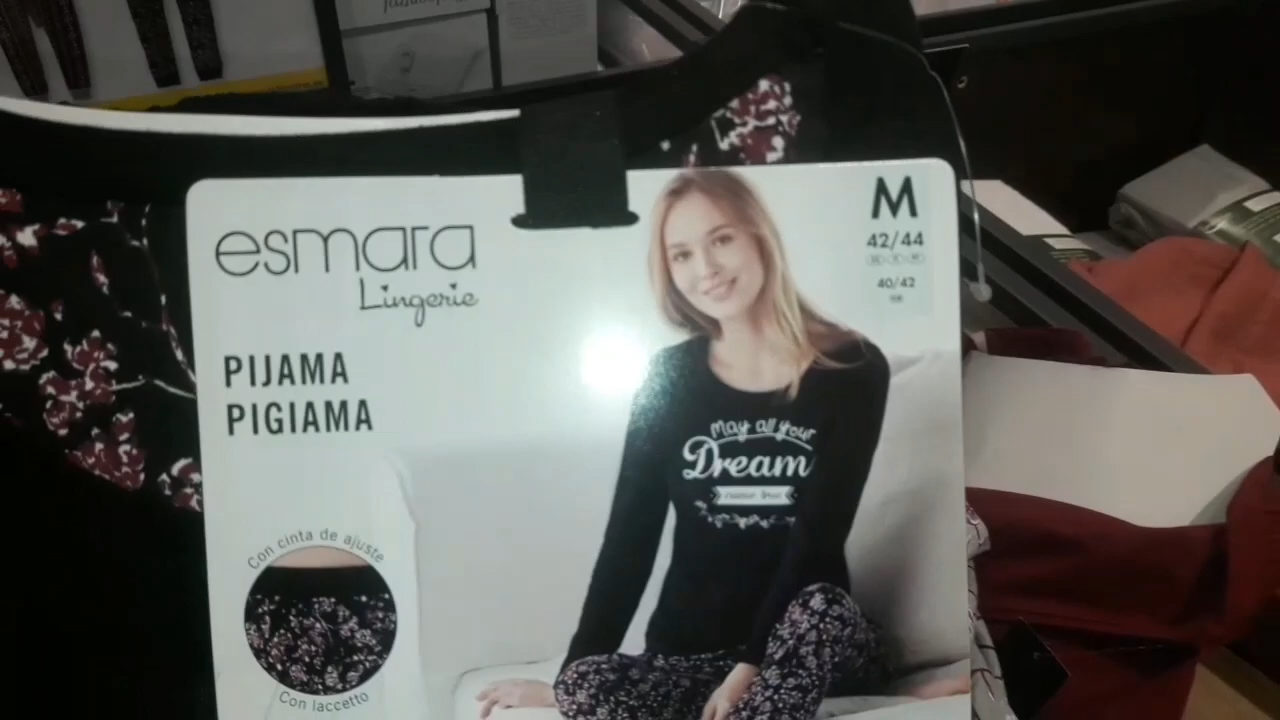 esmara
Lingerie
M
42/44
40/42
PIJAMA
PIGIAMA
May all your
Dream
Con cinta de ajuste
Con laccetto